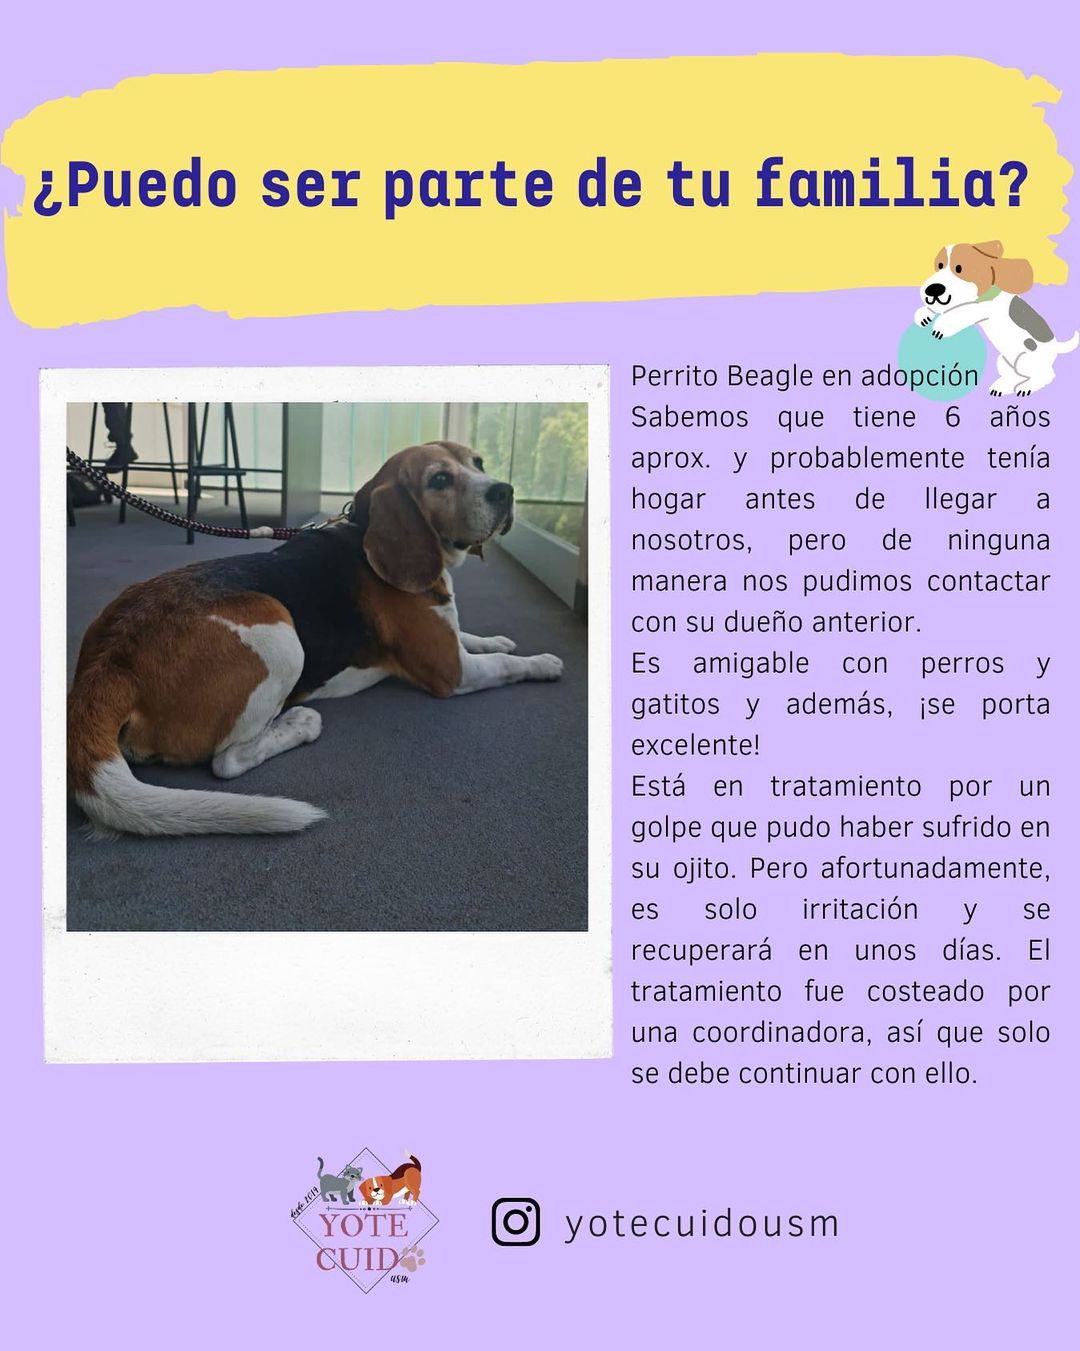 ¿Puedo ser parte de tu familia?
Perrito Beagle en adopción
Sabemos que tiene 6 años
aprox. y probablemente tenía
hogar antes de llegar a
nosotros, pero de ninguna
manera nos pudimos contactar
con su dueño anterior.
Es amigable con perros y
gatitos y además, ¡se porta
excelente!
Está en tratamiento por un
golpe que pudo haber sufrido en
su ojito. Pero afortunadamente,
es solo irritación y se
recuperará en unos días. El
tratamiento fue costeado por
una coordinadora, así que solo
se debe continuar con ello.
desde 2014
YOTE
CUIDO
usm
yotecuidousm